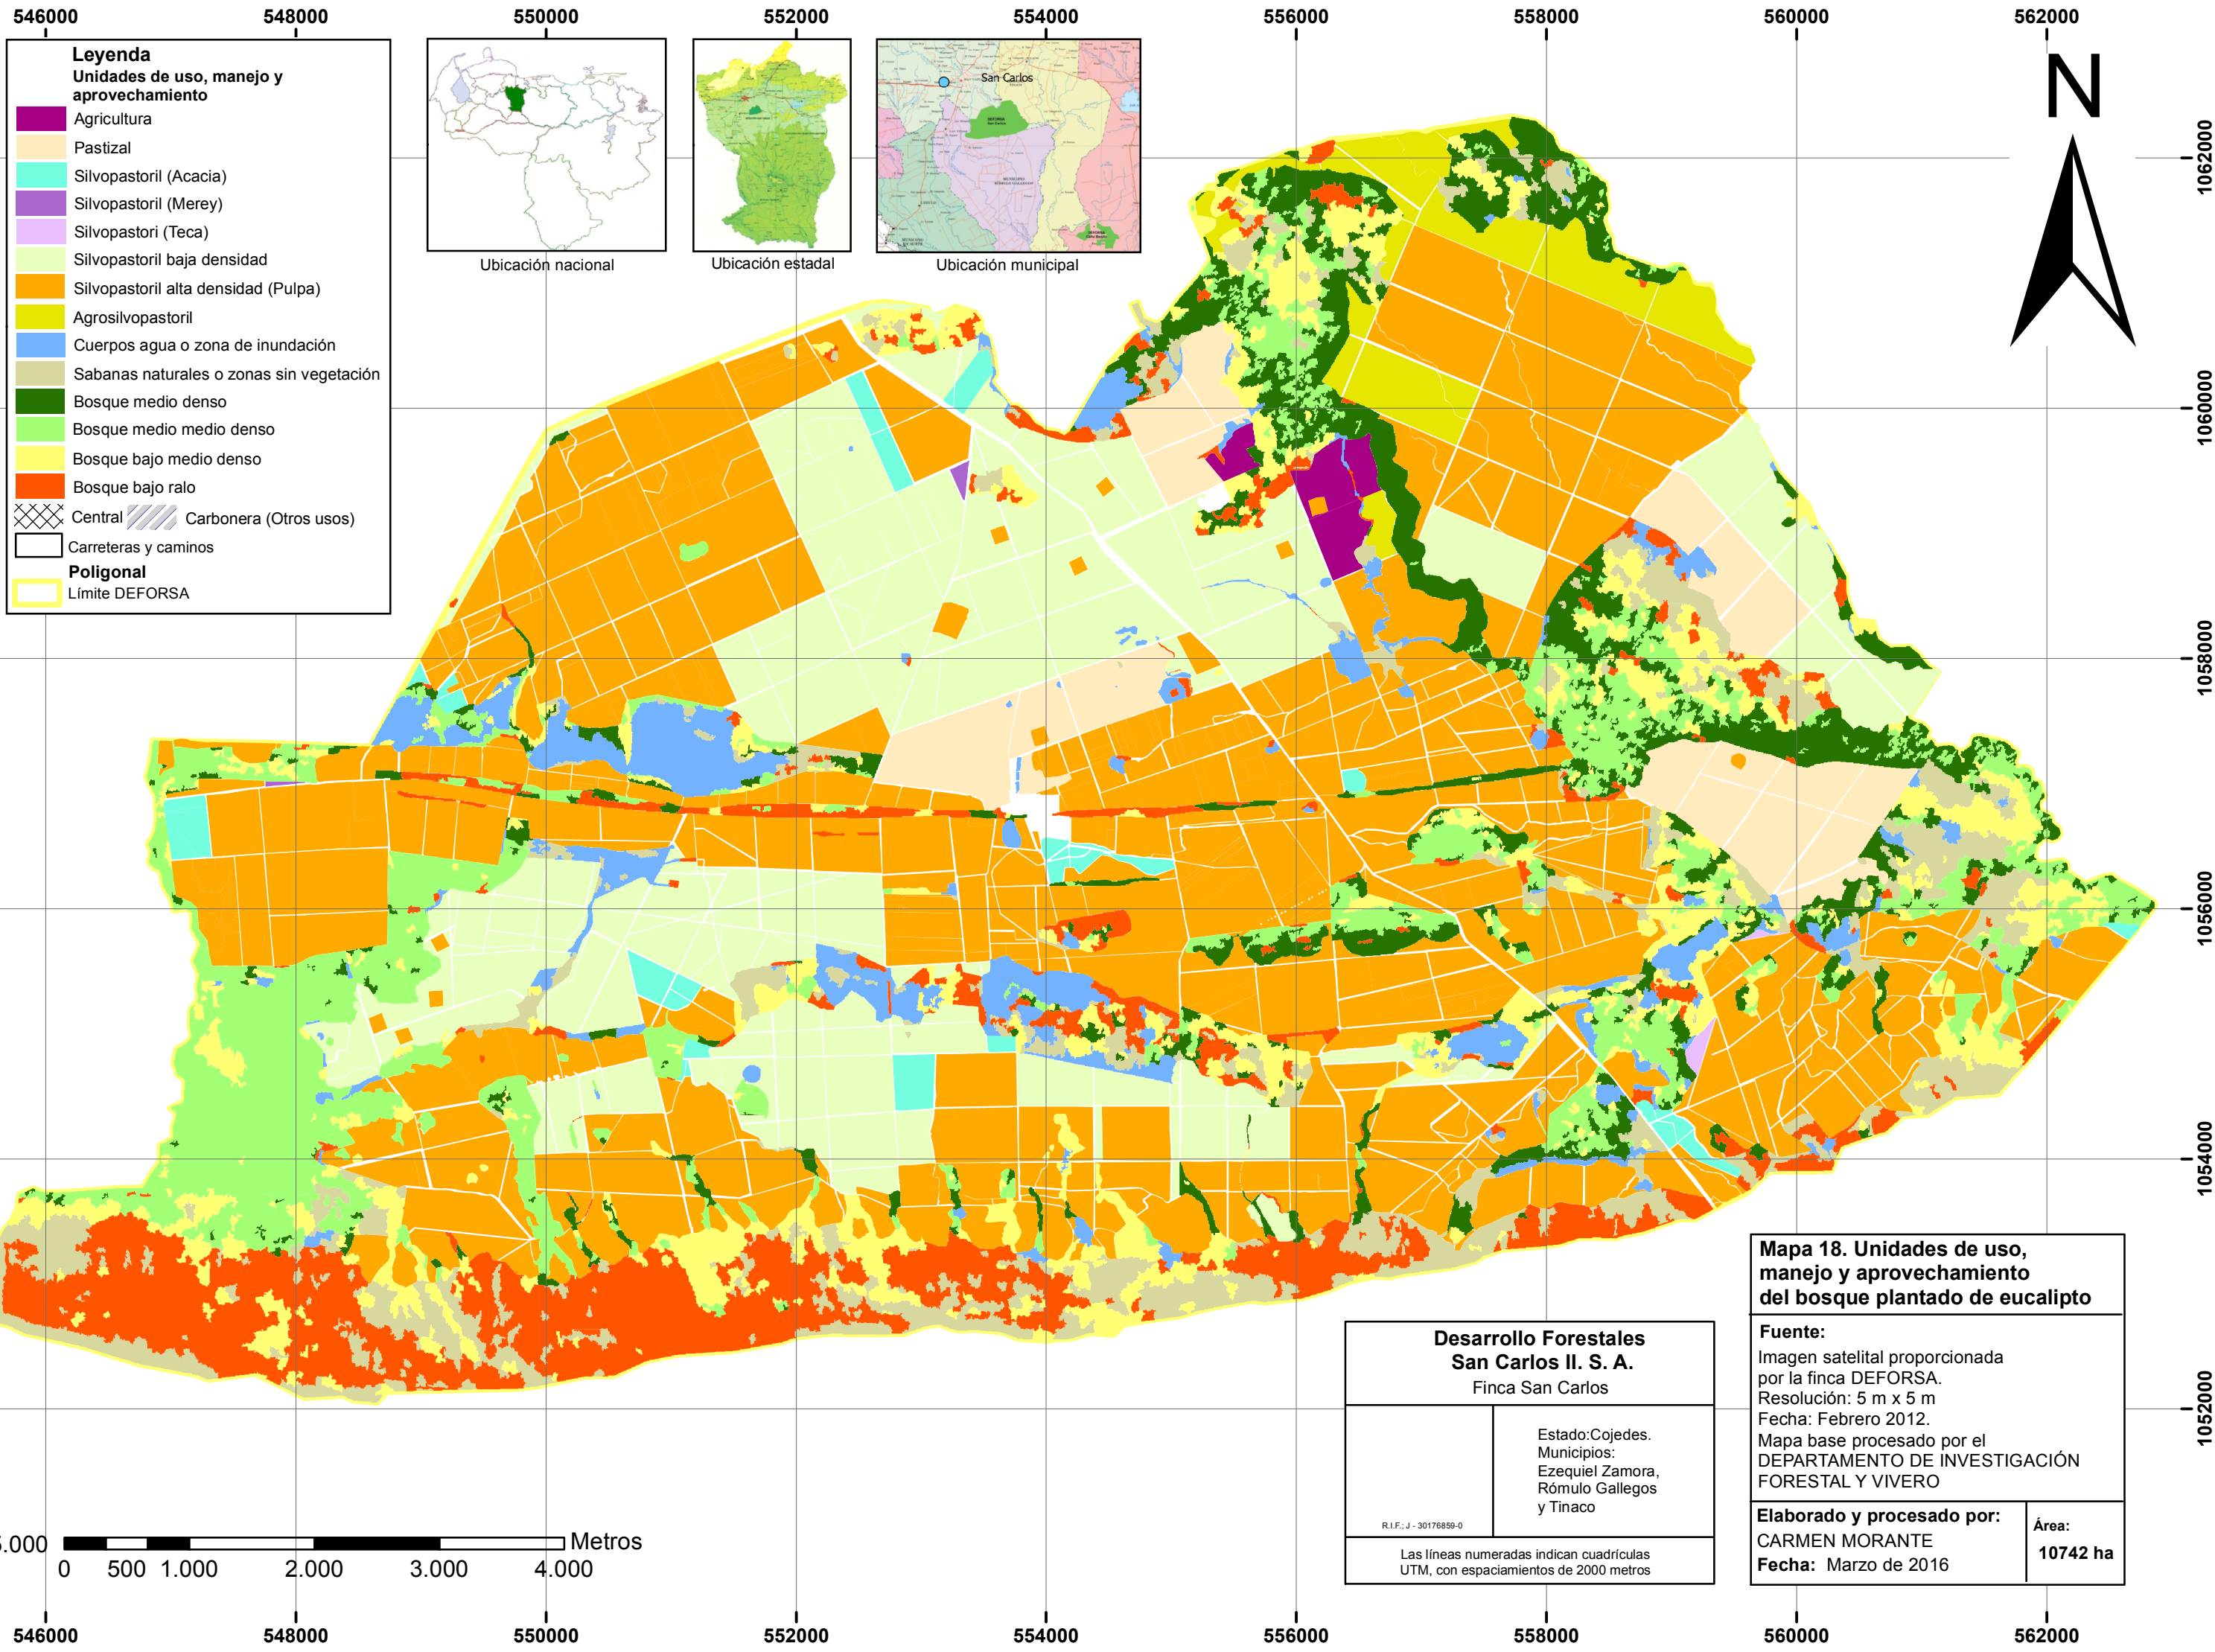 546000 548000 550000 552000 554000 556000 558000 560000 562000
Leyenda
Unidades de uso, manejo y
aprovechamiento
Agricultura
Pastizal
Silvopastoril (Acacia)
Silvopastoril (Merey)
Silvopastori (Teca)
Silvopastoril baja densidad
Silvopastoril alta densidad (Pulpa)
Agrosilvopastoril
Cuerpos agua o zona de inundación
Sabanas naturales o zonas sin vegetación
Bosque medio denso
Bosque medio medio denso
Bosque bajo medio denso
Bosque bajo ralo
Central Carbonera (Otros usos)
Carreteras y caminos
Poligonal
Límite DEFORSA
Ubicación nacional
Ubicación estadal
San Carlos
Ubicación municipal
N
1062000
1060000
1058000
1056000
1054000
1052000
Mapa 18. Unidades de uso,
manejo y aprovechamiento
del bosque plantado de eucalipto
Fuente:
Imagen satelital proporcionada
por la finca DEFORSA.
Resolución: 5 m x 5 m
Fecha: Febrero 2012.
Mapa base procesado por el
DEPARTAMENTO DE INVESTIGACIÓN
FORESTAL Y VIVERO
Elaborado y procesado por:
CARMEN MORANTE
Fecha: Marzo de 2016
Área:
10742 ha
Desarrollo Forestales
San Carlos II. S. A.
Finca San Carlos
Estado:Cojedes.
Municipios:
Ezequiel Zamora,
Rómulo Gallegos
y Tinaco
R.I.F.; J - 30176859-0
Las líneas numeradas indican cuadrículas
UTM, con espaciamientos de 2000 metros
5.000 Metros
0 500 1.000 2.000 3.000 4.000
546000 548000 550000 552000 554000 556000 558000 560000 562000